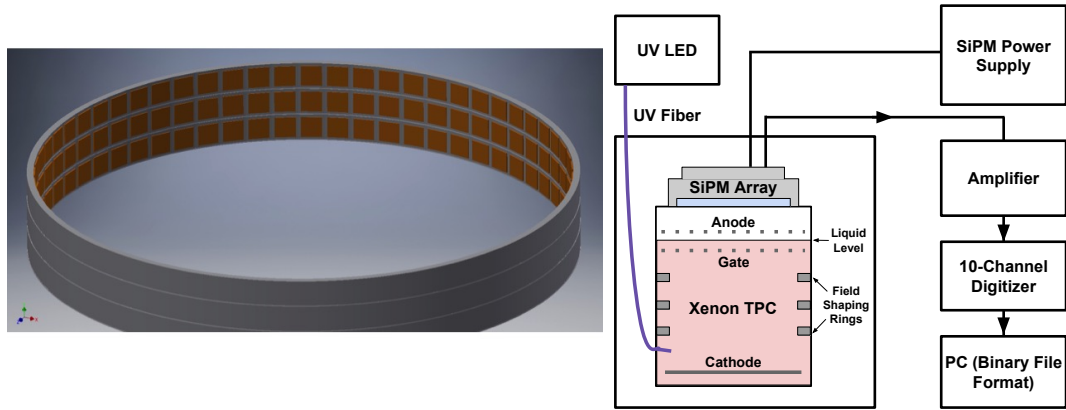 UV LED
SiPM Power
Supply
UV Fiber
SiPM Array
Amplifier
Anode
Liquid
Level
Gate
10-Channel
Digitizer
Field
Shaping
Rings
Xenon TPC
Cathode
PC (Binary File
Format)